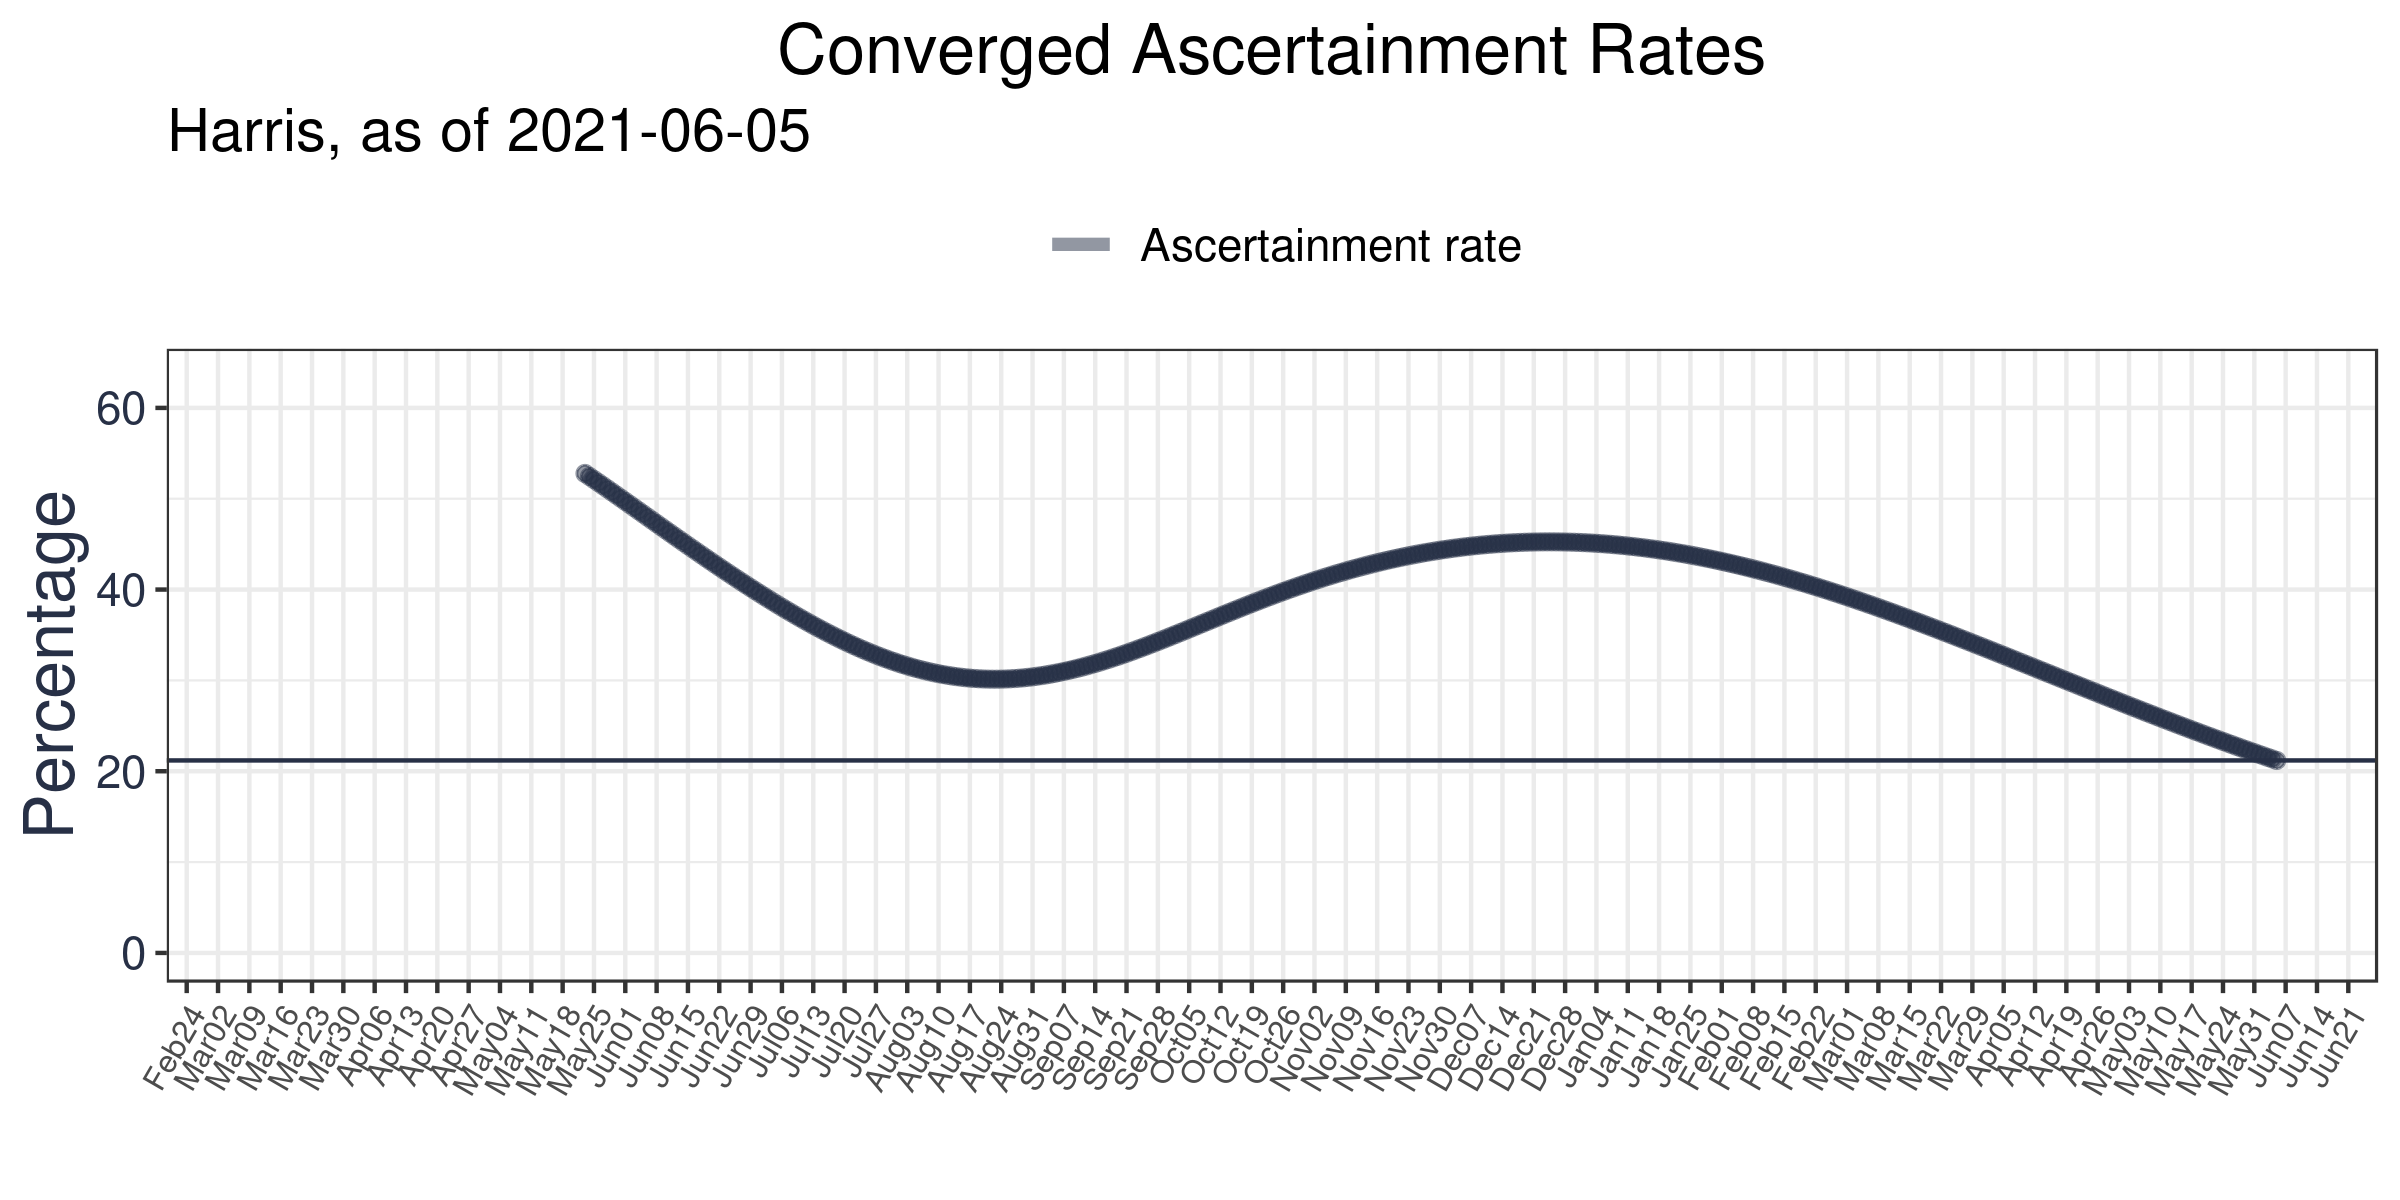 Converged Ascertainment Rates
Harris, as of 2021-06-05
Ascertainment rate
Percentage
60
40
20
0
Feb24
Mar02
Mar09
Mar16
Mar23
Mar30
Apr06
Apr13
Apr20
Apr27
May04
May11
May18
May25
Jun01
Jun08
Jun15
Jun22
Jun29
Jul06
Jul13
Jul20
Jul27
Aug03
Aug10
Aug17
Aug24
Aug31
Sep07
Sep14
Sep21
Sep28
Oct05
Oct12
Oct19
Oct26
Nov02
Nov09
Nov16
Nov23
Nov30
Dec07
Dec14
Dec21
Dec28
Jan04
Jan11
Jan18
Jan25
Feb01
Feb08
Feb15
Feb22
Mar01
Mar08
Mar15
Mar22
Mar29
Apr05
Apr12
Apr19
Apr26
May03
May10
May17
May24
May31
Jun07
Jun14
Jun21